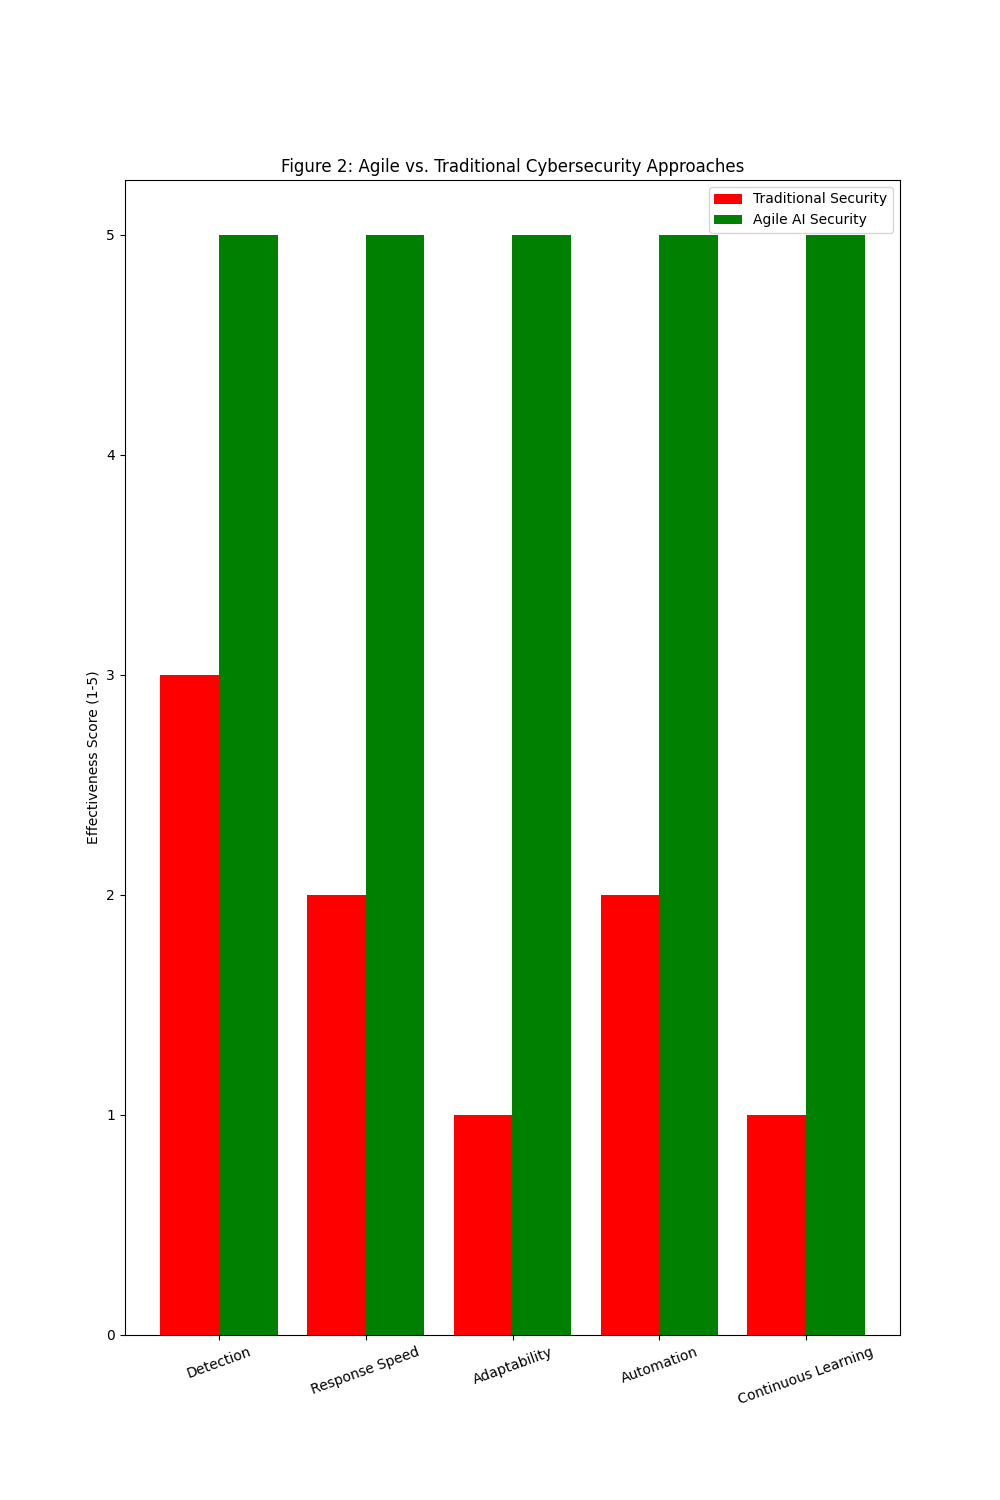 Figure 2: Agile vs. Traditional Cybersecurity Approaches
Traditional Security
Agile AI Security
Effectiveness Score (1-5)
5
4
3
2
1
0
Detection
Response Speed
Adaptability
Automation
Continuous Learning